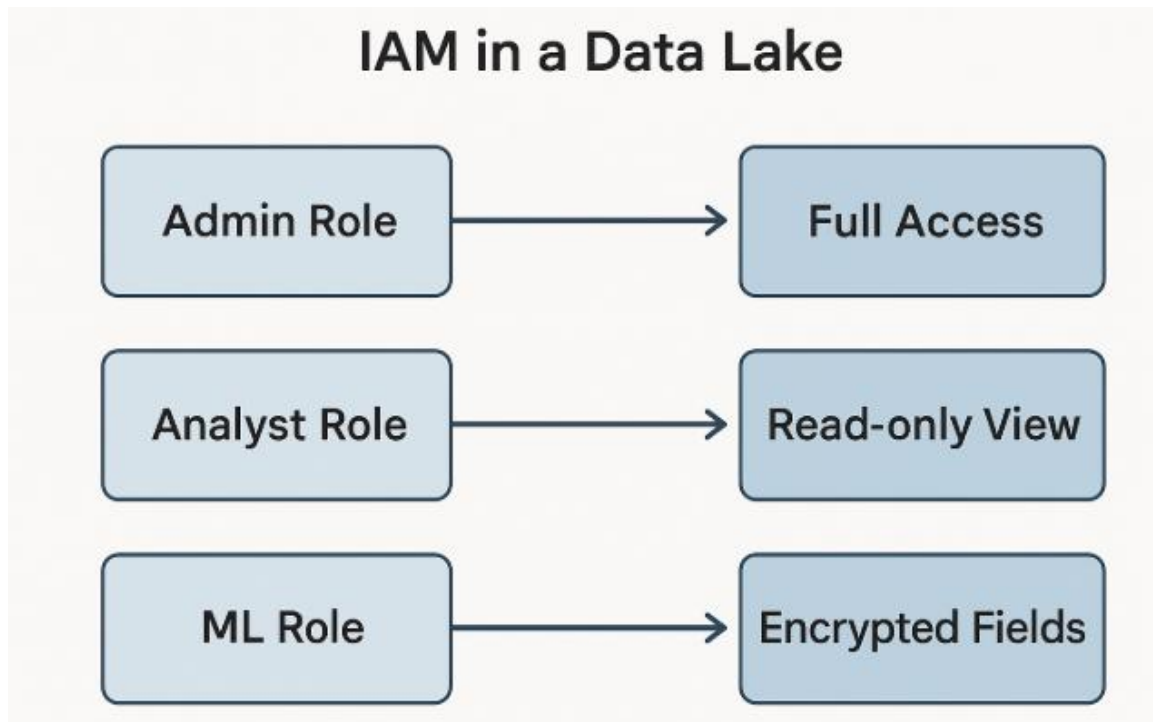 IAM in a Data Lake
Admin Role
Full Access
Analyst Role
Read-only View
ML Role
Encrypted Fields